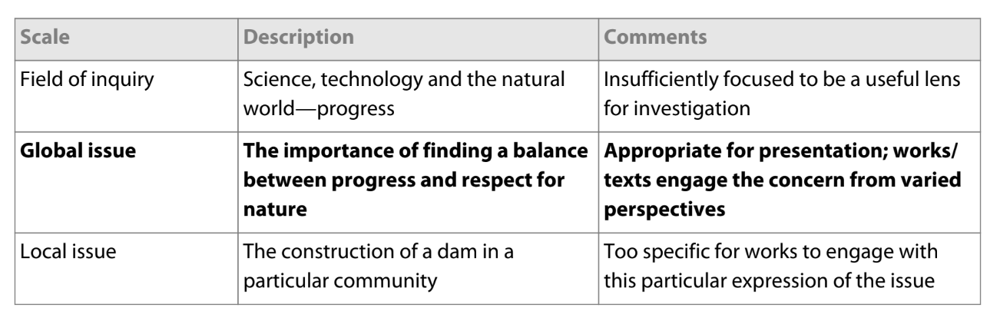 Scale Description Comments
Field of inquiry Science, technology and the natural Insufficiently focused to be a useful lens
world—progress for investigation
Global issue The importance of finding a balance Appropriate for presentation; works/
between progress and respect for texts engage the concern from varied
nature perspectives
Local issue The construction of a dam in a Too specific for works to engage with
particular community this particular expression of the issue